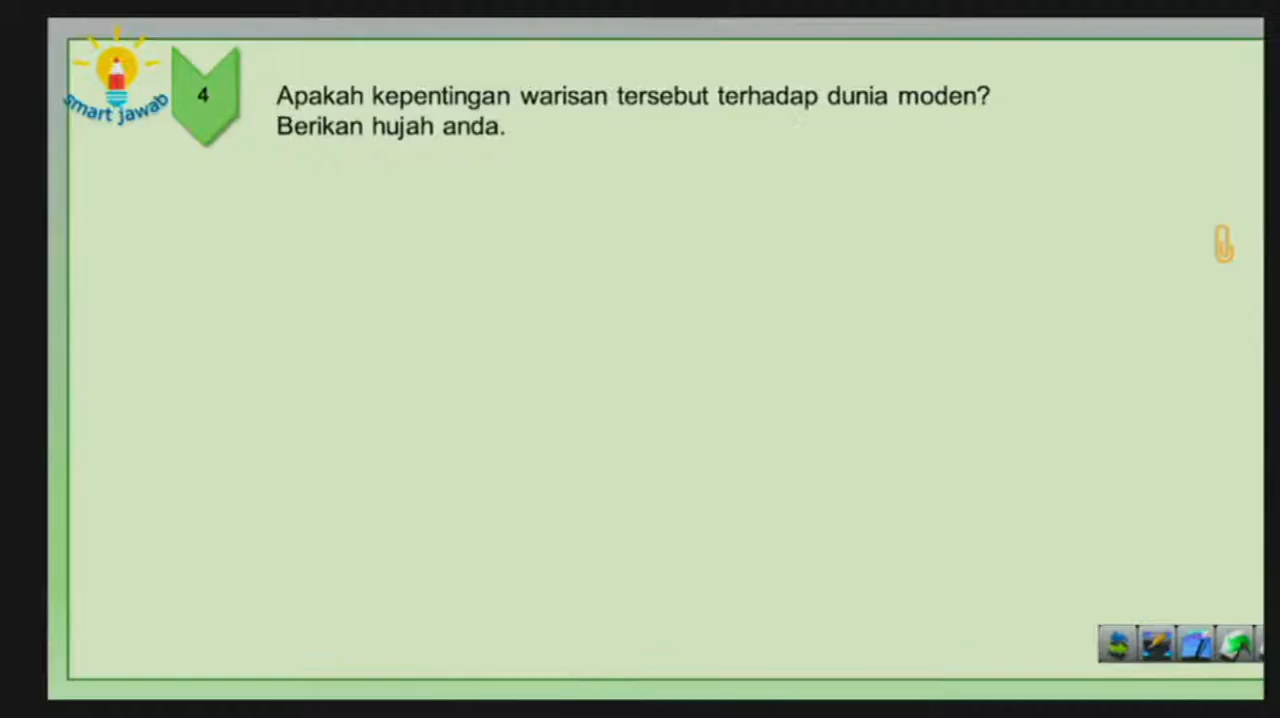 smart jawab
4
Apakah kepentingan warisan tersebut terhadap dunia moden?
Berikan hujah anda.